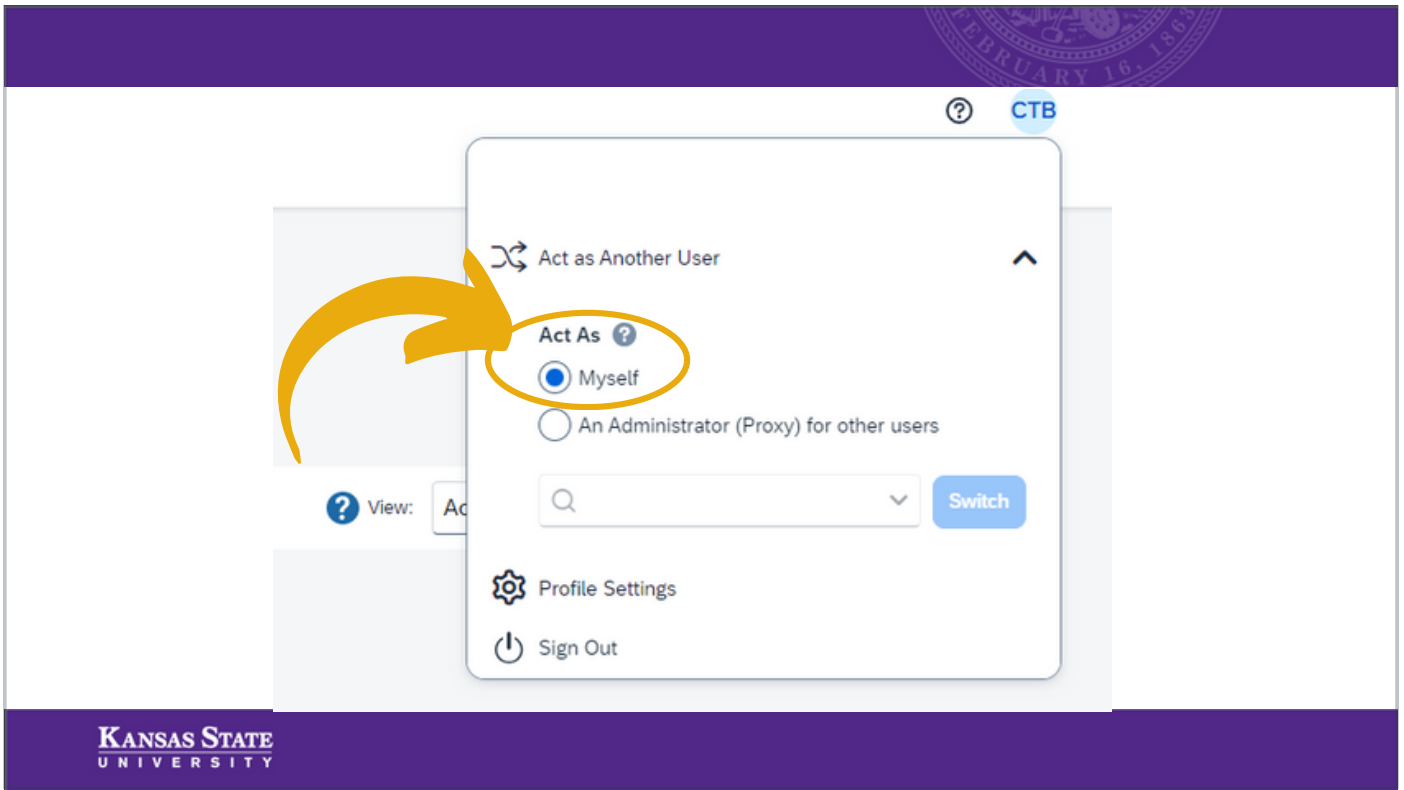 FEBRUARY 16, 1863
CTB
Act as Another User
Act As
Myself
An Administrator (Proxy) for other users
View: Ac
Switch
Profile Settings
Sign Out
KANSAS STATE
UNIVERSITY